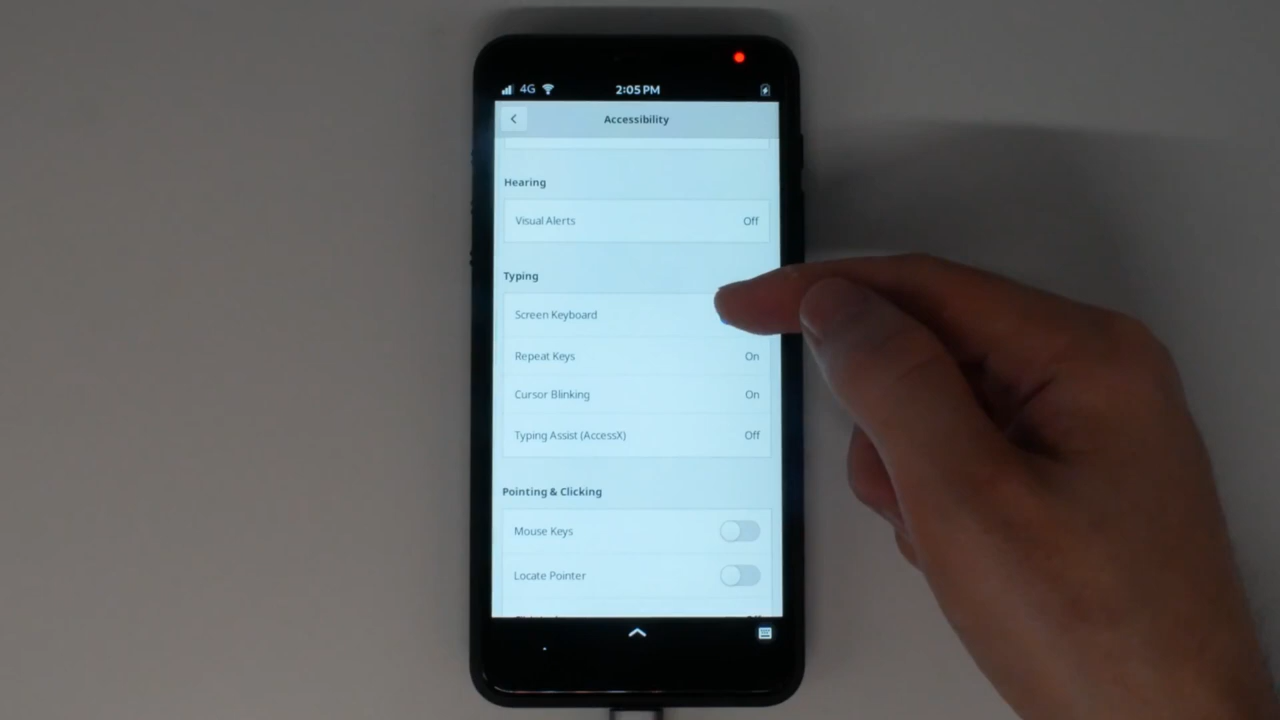 4G
2:05 PM
Accessibility
Hearing
Visual Alerts Off
Typing
Screen Keyboard
Repeat Keys On
Cursor Blinking On
Typing Assist (AccessX) Off
Pointing & Clicking
Mouse Keys
Locate Pointer